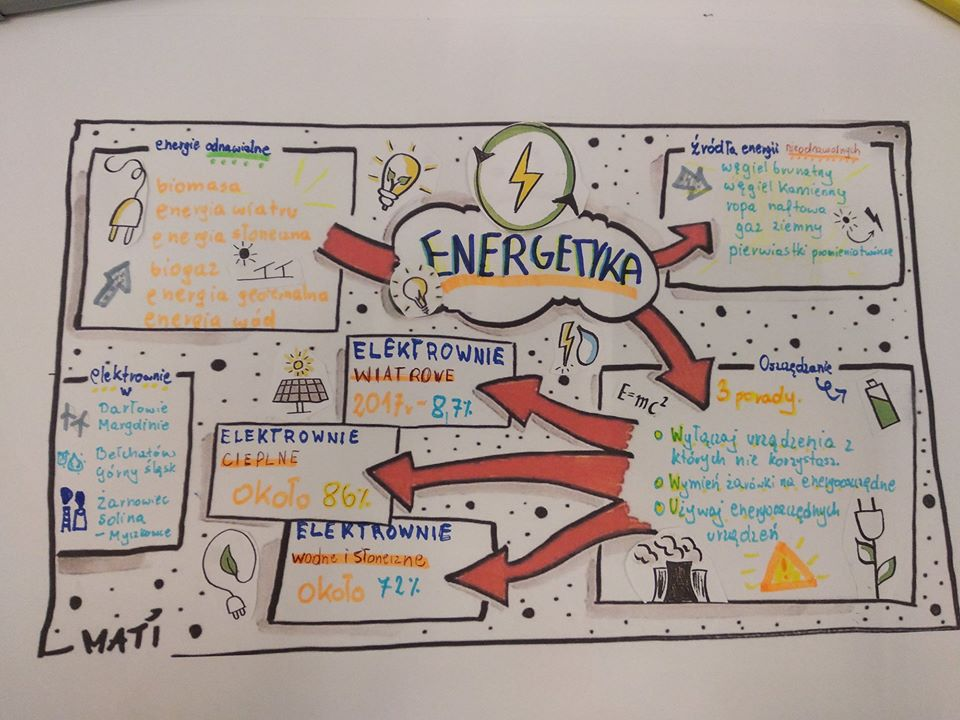 energie odnawialne
biomasa
energia wiatru
energia słoneczna
biogaz
energia geotermalna
energia wód
ENERGETYKA
źródła energii nieodnawialnych
węgiel brunatny
węgiel kamienny
ropa naftowa
gaz ziemny
pierwiastki promieniotwórcze
elektrownie
w
Darłowie
Margdinie
Bełchatów
górny śląsk
Żarnowiec
solina
- Myczkowce
ELEKTROWNIE
WIATROWE
2017r - 8,7%
ELEKTROWNIE
CIEPLNE
około 86%
ELEKTROWNIE
wodne i słoneczne
około 72%
Oszczędzanie
E=mc²
3 porady.
Wyłączaj urządzenia z
których nie korzystasz.
Wymień żarówki na energooszczędne
Używaj energooszczędnych
urządzeń
MATI